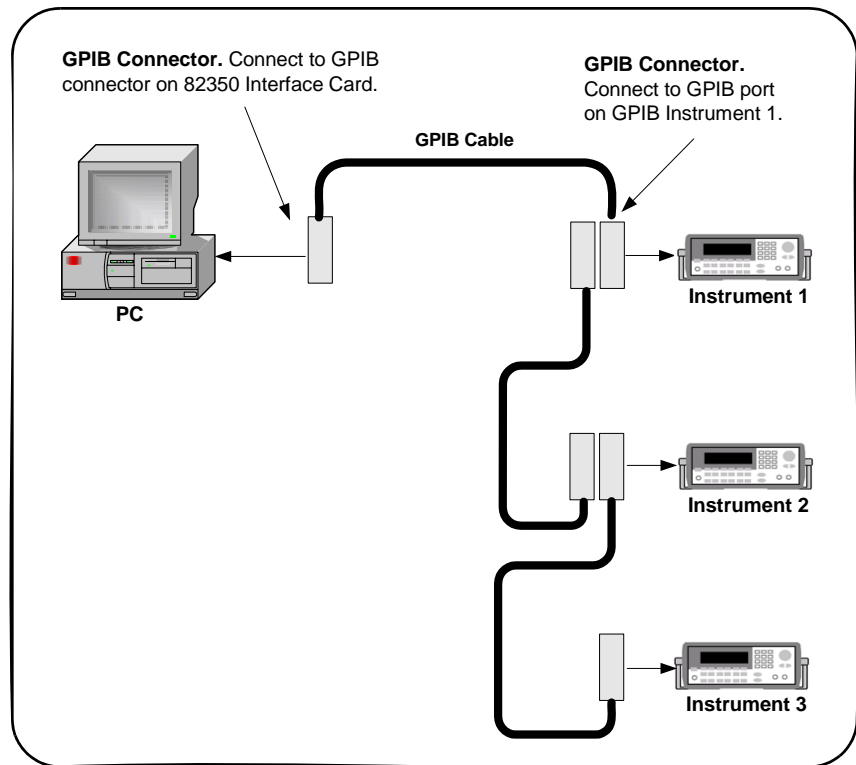 GPIB Connector. Connect to GPIB
connector on 82350 Interface Card.
GPIB Connector.
Connect to GPIB port
on GPIB Instrument 1.
GPIB Cable
PC
Instrument 1
Instrument 2
Instrument 3